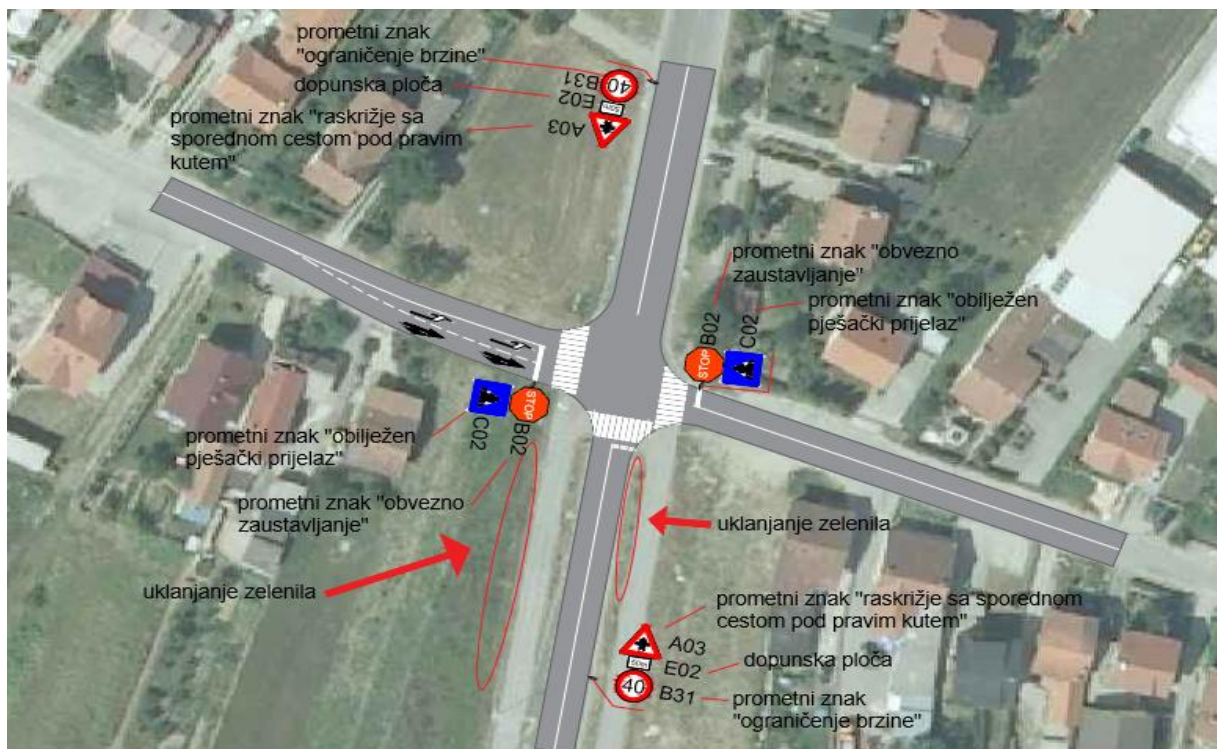 prometni znak
"ograničenje brzine"
40
B31
dopunska ploča
50m
E02
prometni znak "raskrižje sa
sporednom cestom pod pravim
kutem"
A03
prometni znak "obvezno
zaustavljanje"
prometni znak "obilježen
pješački prijelaz"
STOP
B02
C02
STOP
B02
C02
prometni znak "obilježen
pješački prijelaz"
prometni znak "obvezno
zaustavljanje"
uklanjanje zelenila
uklanjanje zelenila
prometni znak "raskrižje sa sporednom
cestom pod pravim kutem"
A03
50m
E02
dopunska ploča
40
B31
prometni znak
"ograničenje brzine"